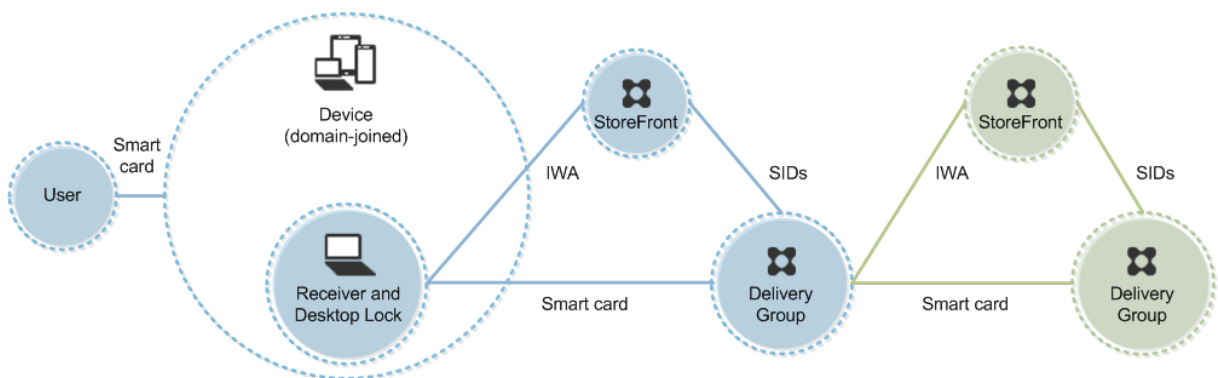 User
Smart
card
Device
(domain-joined)
Receiver and
Desktop Lock
IWA
StoreFront
SIDs
Smart card
Delivery
Group
IWA
StoreFront
SIDs
Smart card
Delivery
Group